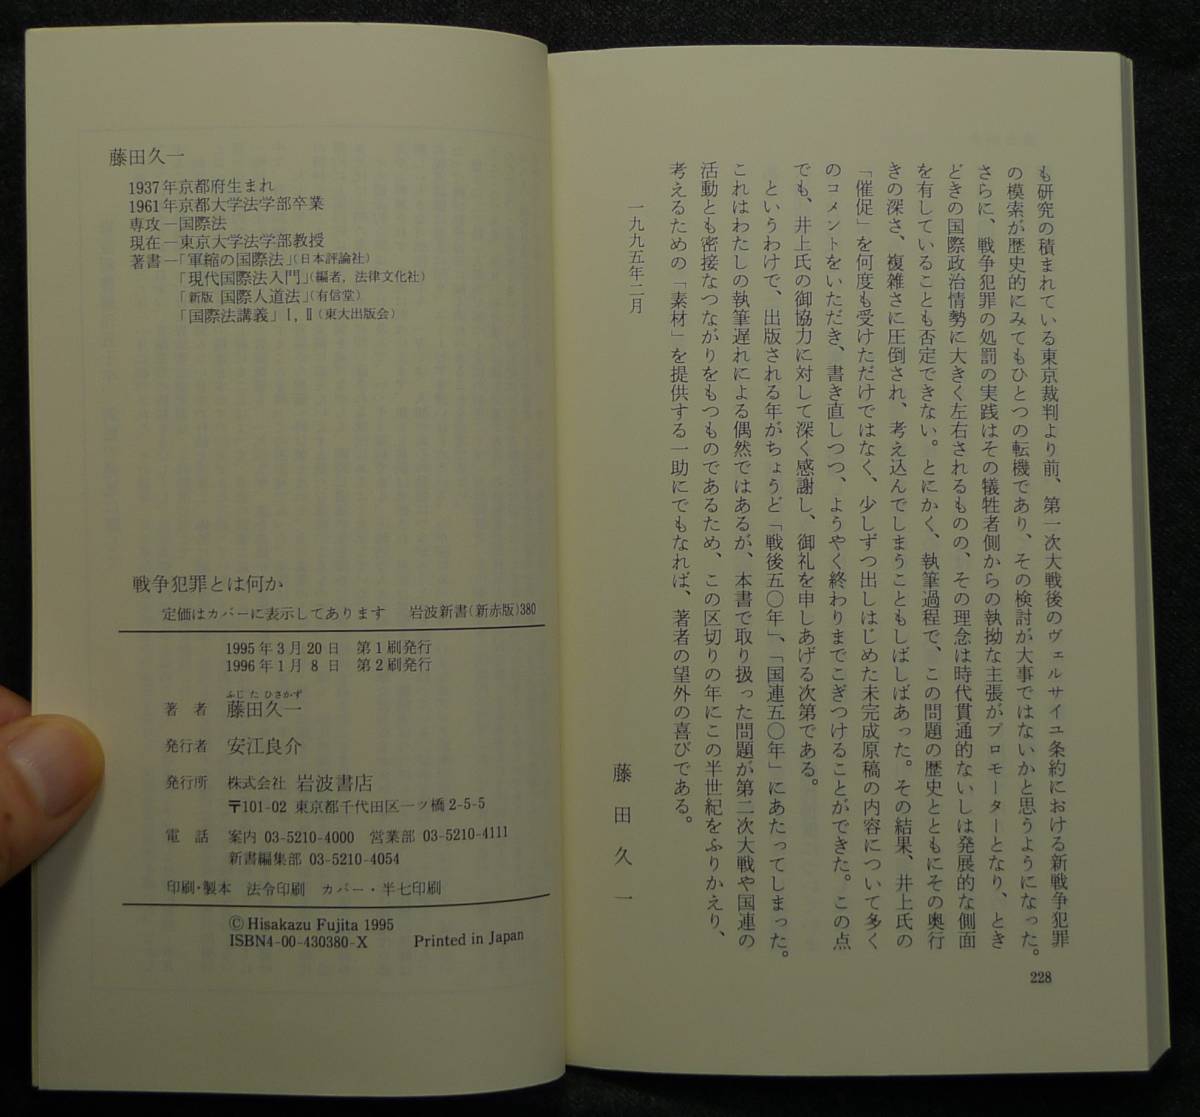 も研究の積まれている東京裁判より前、第一次大戦後のヴェルサイユ条約における新戦争犯罪
の模索が歴史的にみてもひとつの転機であり、その検討が大事ではないかと思うようになった。
さらに、戦争犯罪の処罰の実践はその犠牲者側からの執拗な主張がプロモーターとなり、とき
どきの国際政治情勢に大きく左右されるものの、その理念は時代貫通的ないしは発展的な側面
を有していることも否定できない。とにかく、執筆過程で、この問題の歴史とともにその奥行
きの深さ、複雑さに圧倒され、考え込んでしまうこともしばしばあった。その結果、井上氏の
「催促」を何度も受けただけではなく、少しずつ出しはじめた未完成原稿の内容について多く
のコメントをいただき、書き直しつつ、ようやく終わりまでこぎつけることができた。この点
でも、井上氏の御協力に対して深く感謝し、御礼を申しあげる次第である。
というわけで、出版される年がちょうど「戦後五〇年」、「国連五〇年」にあたってしまった。
これはわたしの執筆遅れによる偶然ではあるが、本書で取り扱った問題が第二次大戦や国連の
活動とも密接なつながりをもつものであるため、この区切りの年にこの半世紀をふりかえり、
考えるための「素材」を提供する一助にでもなれば、著者の望外の喜びである。
一九九五年二月
藤田久一
228
藤田久一
1937年京都府生まれ
1961年京都大学法学部卒業
専攻―国際法
現在―東京大学法学部教授
著書―「軍縮の国際法」(日本評論社)
「現代国際法入門」(編者，法律文化社)
「新版 国際人道法」(有信堂)
「国際法講義」Ⅰ，Ⅱ(東大出版会)
戦争犯罪とは何か
定価はカバーに表示してあります 岩波新書(新赤版)380
1995年3月20日 第1刷発行
1996年1月8日 第2刷発行
ふじ た ひさかず
著者 藤田久一
発行者 安江良介
発行所 株式会社 岩波書店
〒101-02 東京都千代田区一ツ橋2-5-5
電話 案内 03-5210-4000 営業部 03-5210-4111
新書編集部 03-5210-4054
印刷・製本 法令印刷 カバー・半七印刷
© Hisakazu Fujita 1995
ISBN4-00-430380-X Printed in Japan